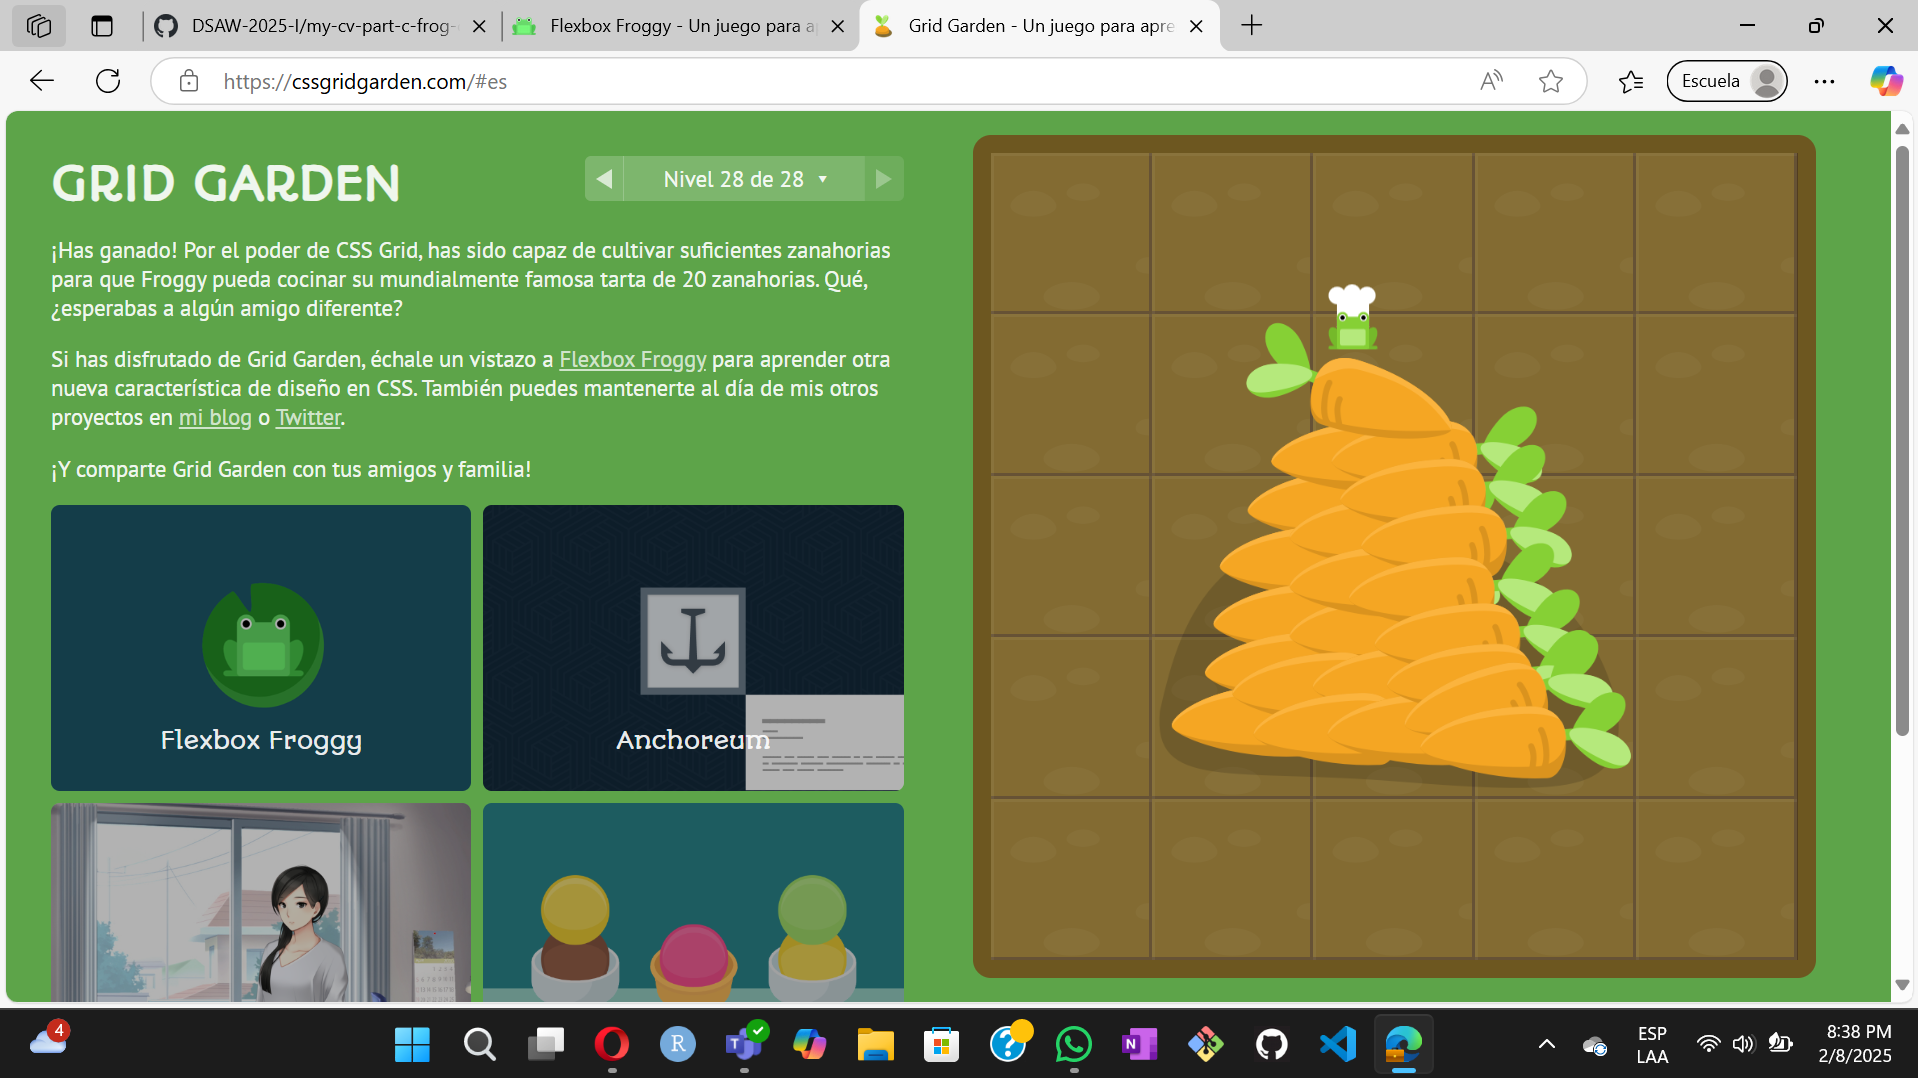 DSAW-2025-I/my-cv-part-c-frog-
Flexbox Froggy - Un juego para a
Grid Garden - Un juego para apre
https://cssgridgarden.com/#es
Escuela
GRID GARDEN
Nivel 28 de 28
¡Has ganado! Por el poder de CSS Grid, has sido capaz de cultivar suficientes zanahorias
para que Froggy pueda cocinar su mundialmente famosa tarta de 20 zanahorias. Qué,
¿esperabas a algún amigo diferente?
Si has disfrutado de Grid Garden, échale un vistazo a Flexbox Froggy para aprender otra
nueva característica de diseño en CSS. También puedes mantenerte al día de mis otros
proyectos en mi blog o Twitter.
¡Y comparte Grid Garden con tus amigos y familia!
Flexbox Froggy
Anchoreum
4
ESP
LAA
8:38 PM
2/8/2025